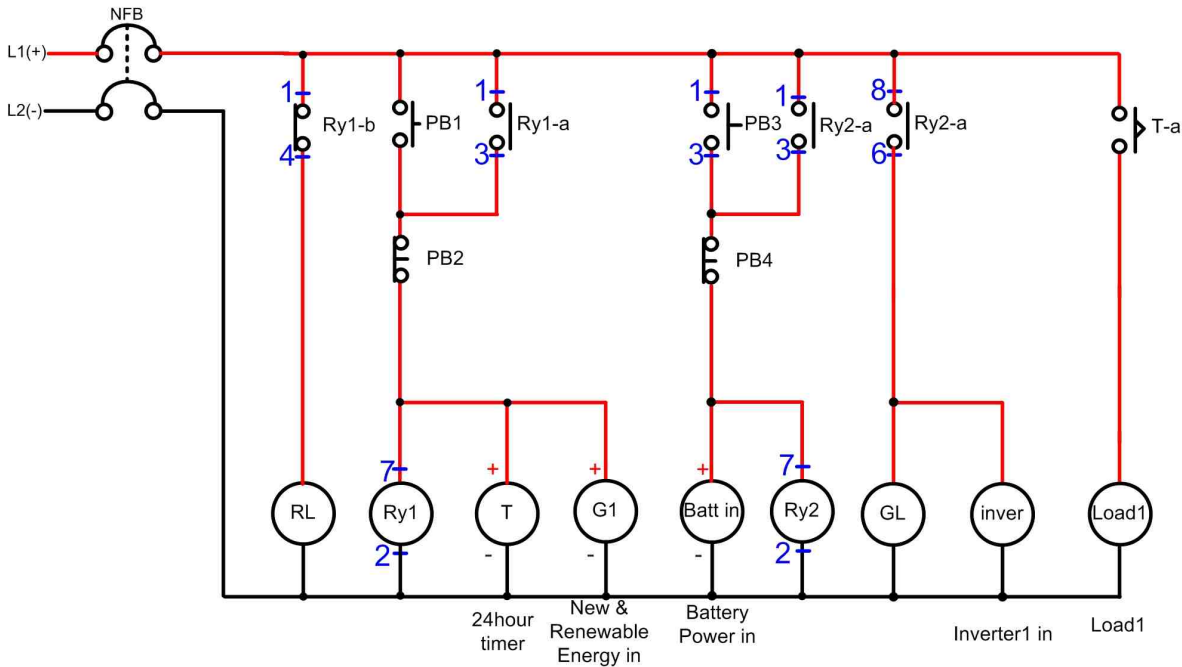 NFB
L1(+)
L2(-)
1
4
Ry1-b
PB1
1
3
Ry1-a
PB2
1
3
PB3
1
3
Ry2-a
PB4
8
6
Ry2-a
T-a
RL
7
Ry1
2
+
T
-
+
G1
-
+
Batt in
-
7
Ry2
2
GL
inver
Load1
24hour
timer
New &
Renewable
Energy in
Battery
Power in
Inverter1 in
Load1